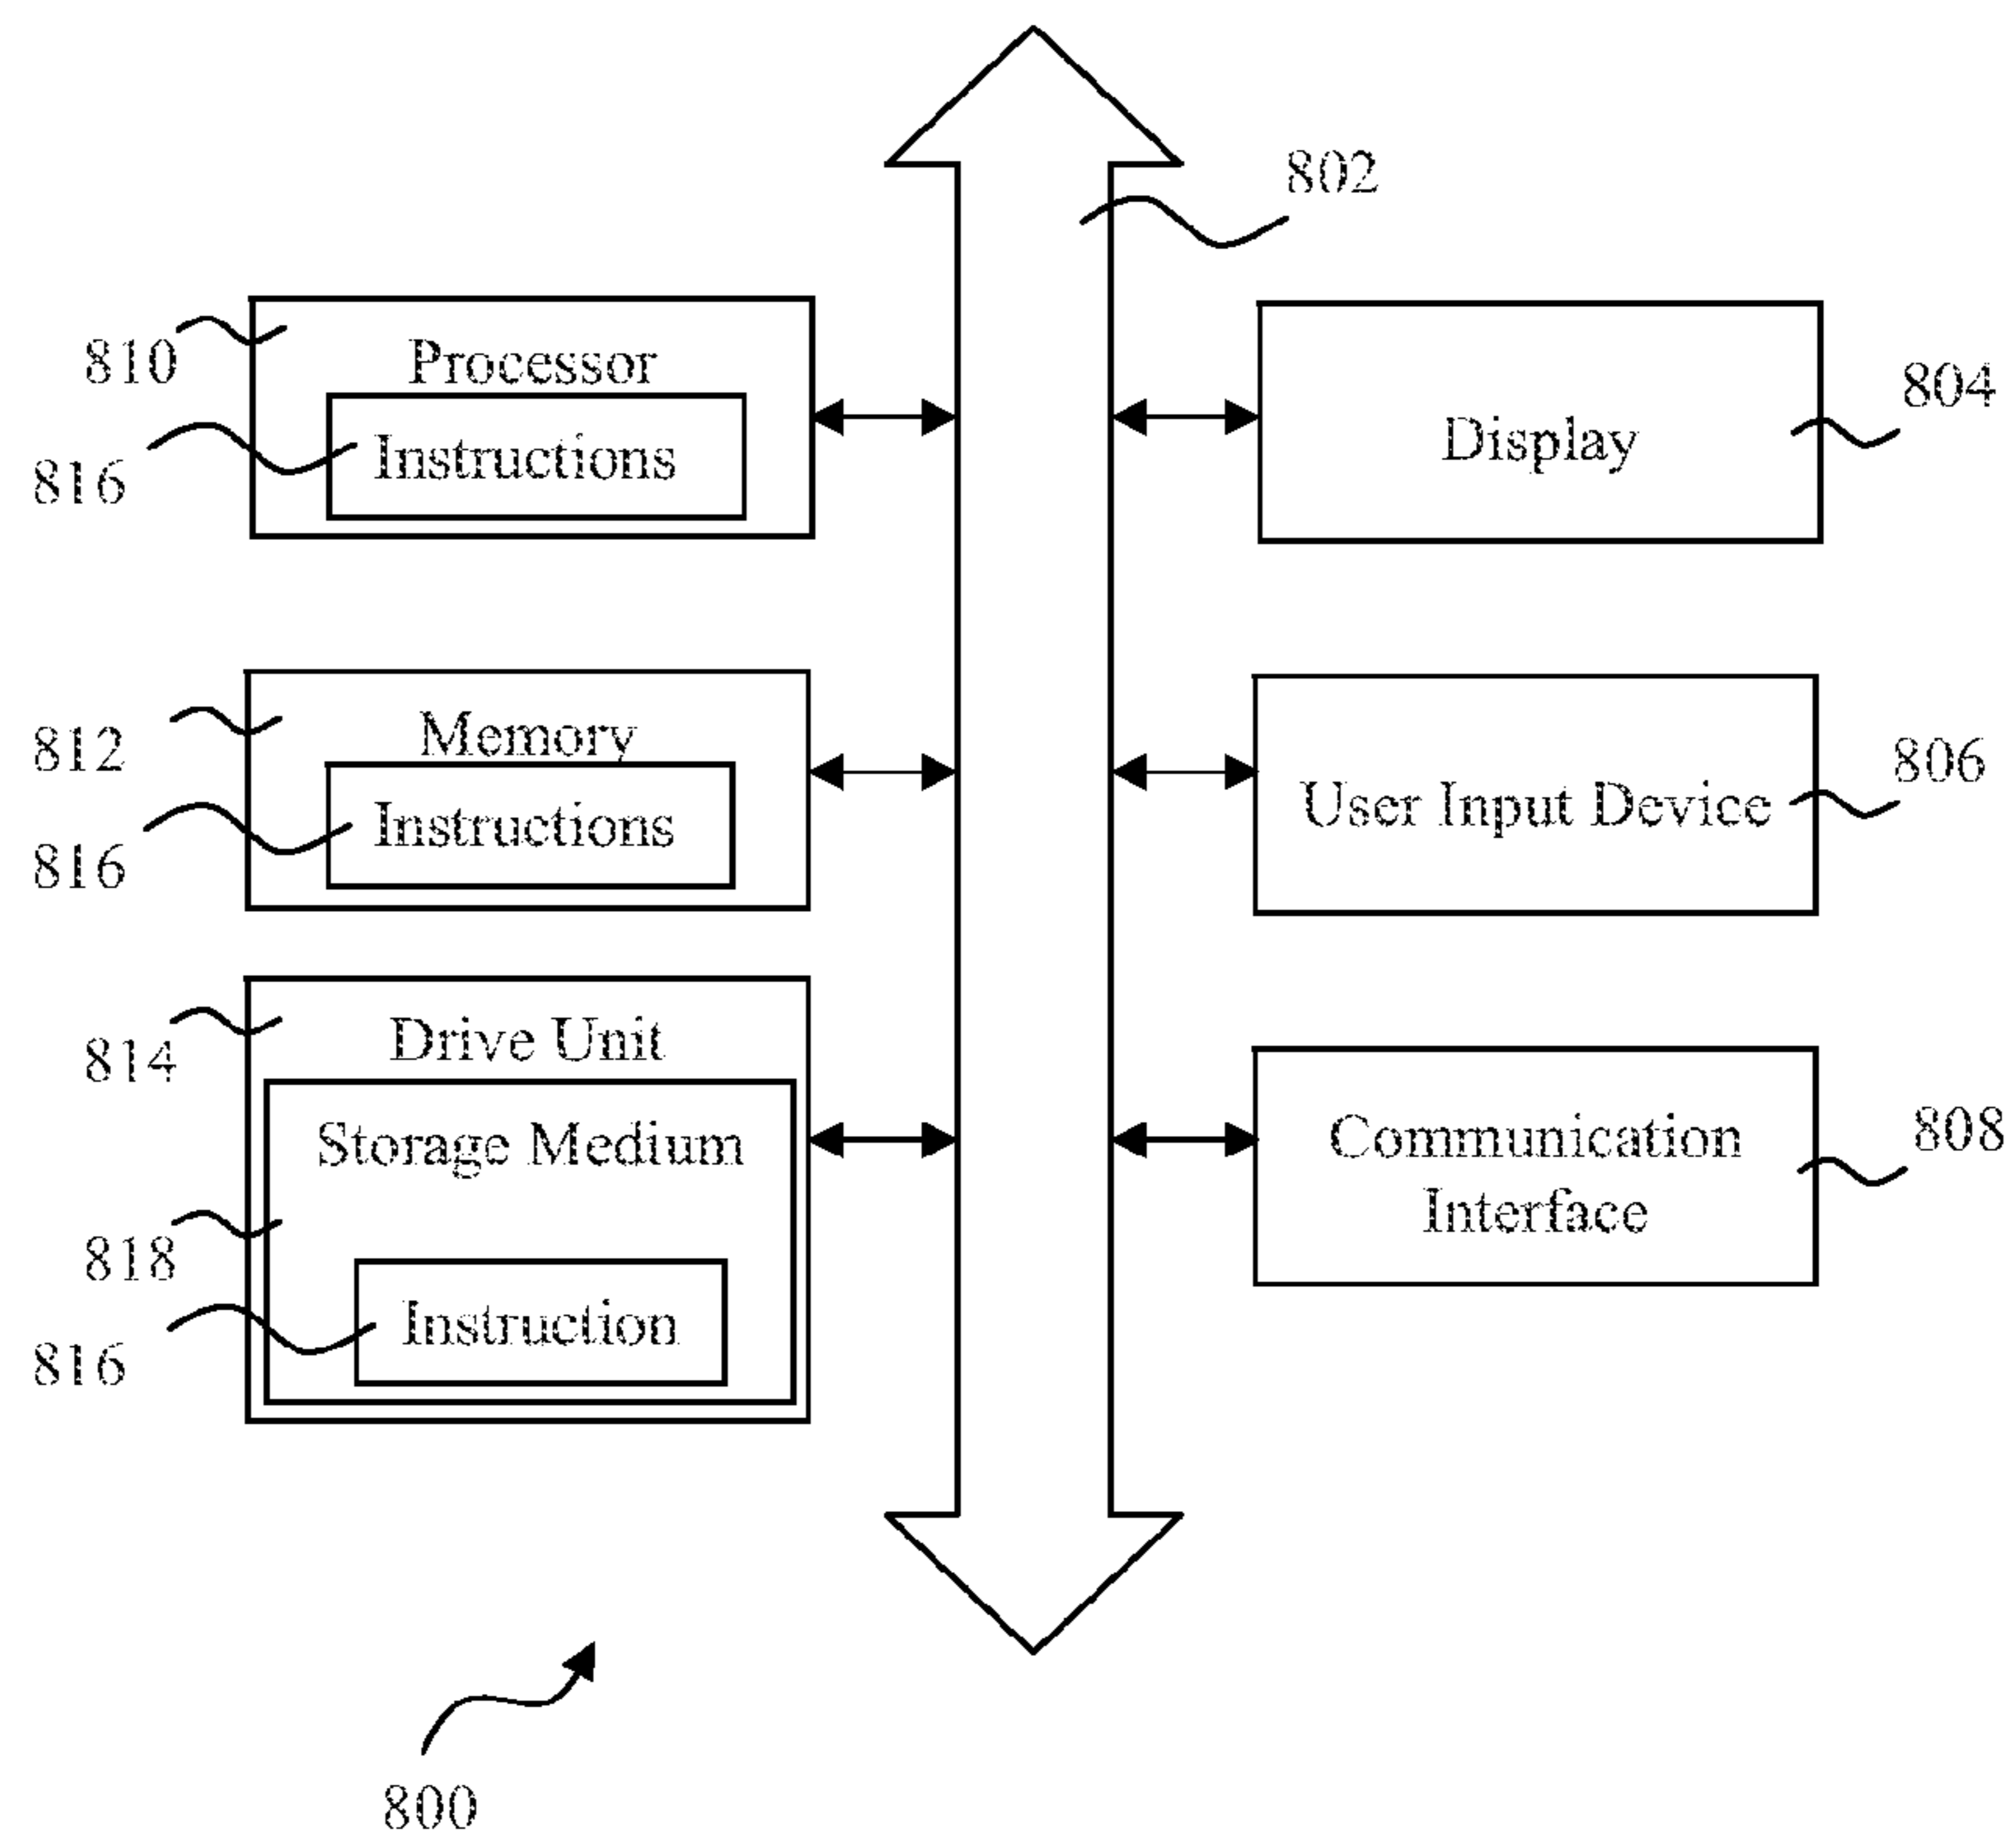 802
810
Processor
816
Instructions
Display
804
812
Memory
816
Instructions
User Input Device
806
814
Drive Unit
Storage Medium
818
816
Instruction
Communication
Interface
808
800